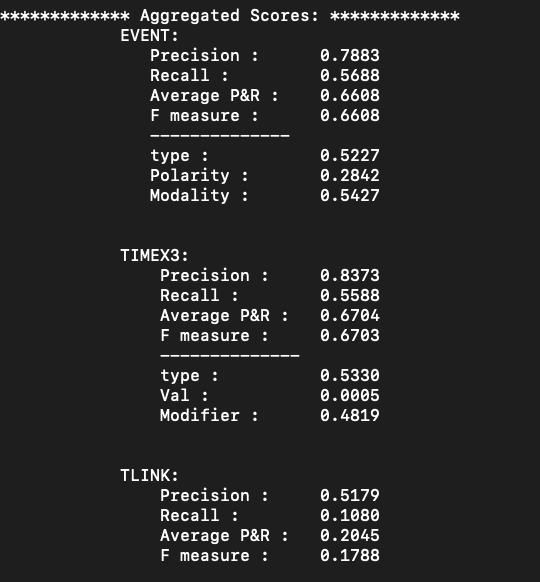 ************* Aggregated Scores: *************
EVENT:
Precision : 0.7883
Recall : 0.5688
Average P&R : 0.6608
F measure : 0.6608
--------------
type : 0.5227
Polarity : 0.2842
Modality : 0.5427
TIMEX3:
Precision : 0.8373
Recall : 0.5588
Average P&R : 0.6704
F measure : 0.6703
--------------
type : 0.5330
Val : 0.0005
Modifier : 0.4819
TLINK:
Precision : 0.5179
Recall : 0.1080
Average P&R : 0.2045
F measure : 0.1788